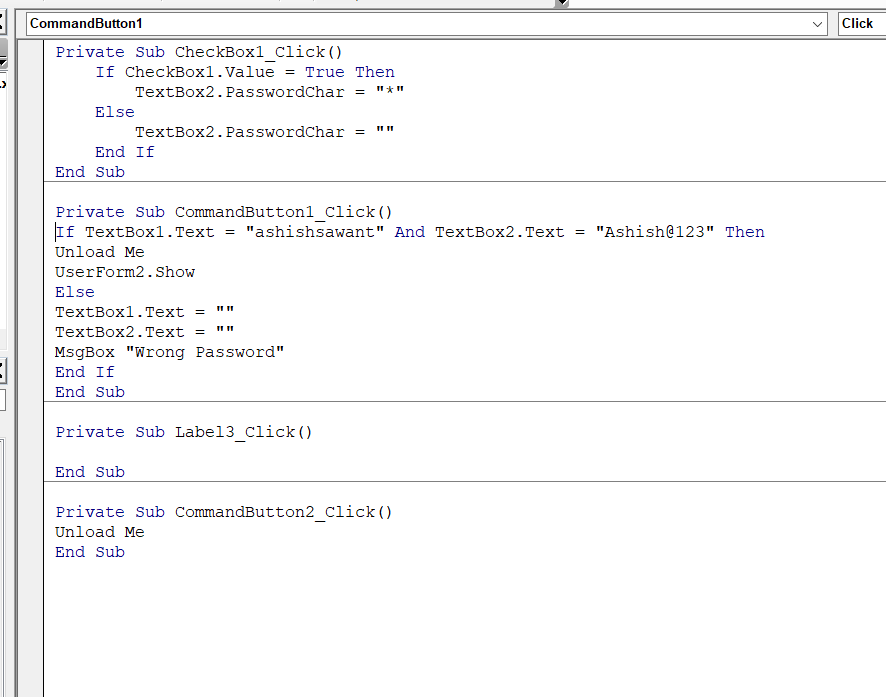 CommandButton1
Click
Private Sub CheckBox1_Click()
    If CheckBox1.Value = True Then
        TextBox2.PasswordChar = "*"
    Else
        TextBox2.PasswordChar = ""
    End If
End Sub
Private Sub CommandButton1_Click()
If TextBox1.Text = "ashishsawant" And TextBox2.Text = "Ashish@123" Then
Unload Me
UserForm2.Show
Else
TextBox1.Text = ""
TextBox2.Text = ""
MsgBox "Wrong Password"
End If
End Sub
Private Sub Label3_Click()
End Sub
Private Sub CommandButton2_Click()
Unload Me
End Sub